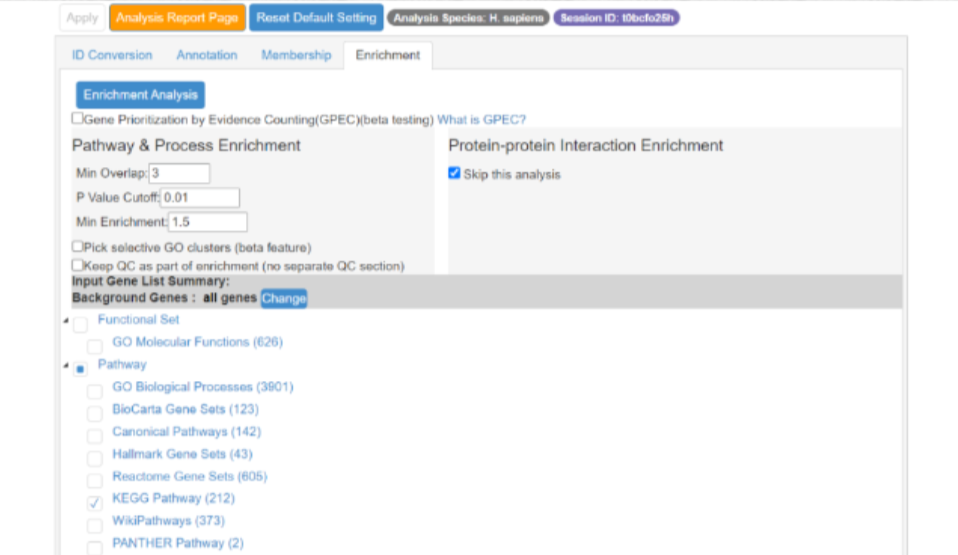 Apply Analysis Report Page Reset Default Setting Analysis Species: H. sapiens Session ID: t0bcfo25h
ID Conversion Annotation Membership Enrichment
Enrichment Analysis
Gene Prioritization by Evidence Counting(GPEC)(beta testing) What is GPEC?
Pathway & Process Enrichment
Min Overlap: 3
P Value Cutoff: 0.01
Min Enrichment: 1.5
Pick selective GO clusters (beta feature)
Keep QC as part of enrichment (no separate QC section)
Protein-protein Interaction Enrichment
Skip this analysis
Input Gene List Summary:
Background Genes : all genes Change
Functional Set
GO Molecular Functions (626)
Pathway
GO Biological Processes (3901)
BioCarta Gene Sets (123)
Canonical Pathways (142)
Hallmark Gene Sets (43)
Reactome Gene Sets (605)
KEGG Pathway (212)
WikiPathways (373)
PANTHER Pathway (2)